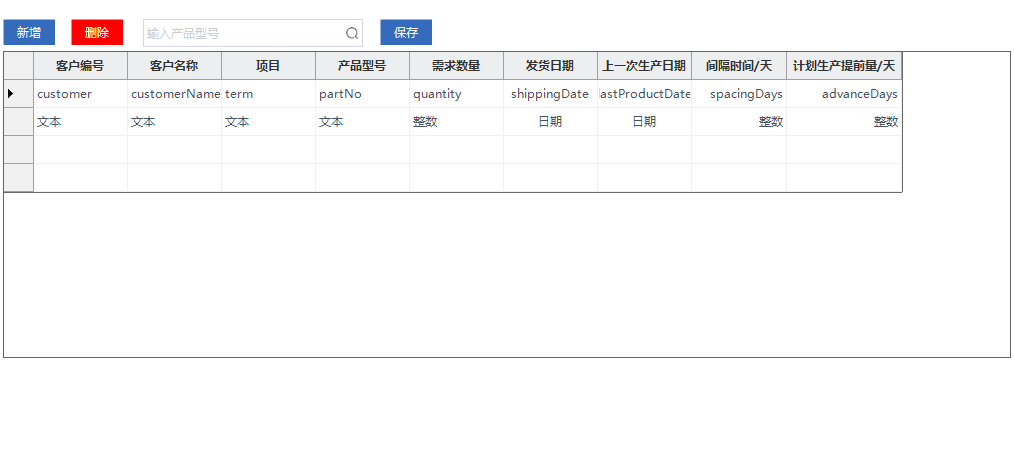 新增 删除 输入产品型号 保存
客户编号 客户名称 项目 产品型号 需求数量 发货日期 上一次生产日期 间隔时间/天 计划生产提前量/天
customer customerName term partNo quantity shippingDate lastProductDate spacingDays advanceDays
文本 文本 文本 文本 整数 日期 日期 整数 整数